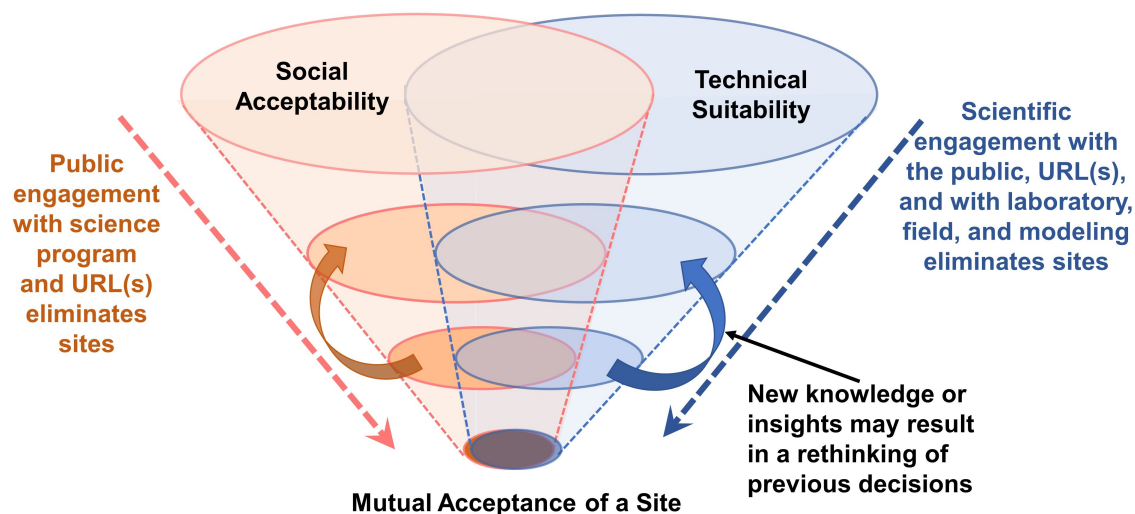 Social
Acceptability
Technical
Suitability
Public
engagement
with science
program
and URL(s)
eliminates
sites
Scientific
engagement with
the public, URL(s),
and with laboratory,
field, and modeling
eliminates sites
New knowledge or
insights may result
in a rethinking of
previous decisions
Mutual Acceptance of a Site